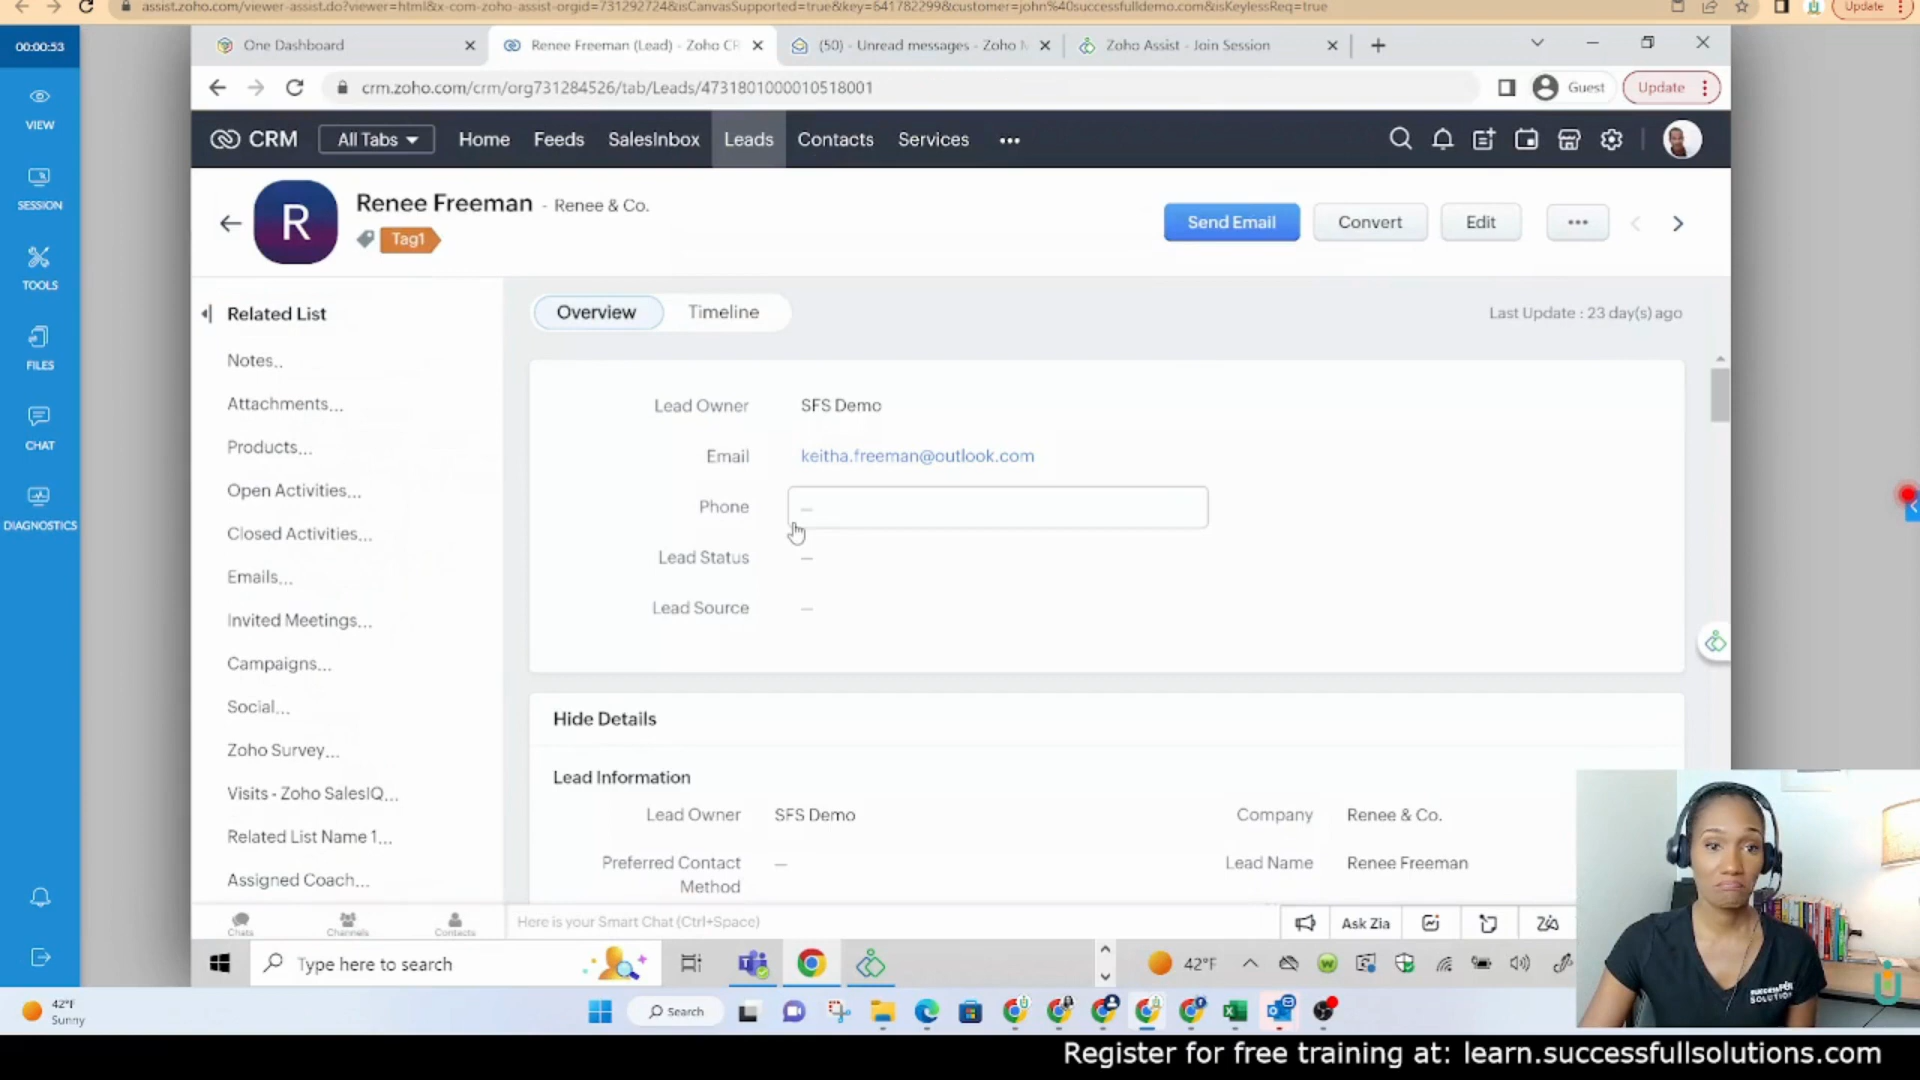 assist.zoho.com/viewer-assist.do?viewer=html&x-com-zoho-assist-orgid=731292724&isCanvasSupported=true&key=641782299&customer=john%40successfulldemo.com&isKeylessReq=true
Update
00:00:53
One Dashboard
Renee Freeman (Lead) - Zoho CR
(50) - Unread messages - Zoho M
Zoho Assist - Join Session
crm.zoho.com/crm/org731284526/tab/Leads/4731801000010518001
Guest
Update
VIEW
SESSION
TOOLS
FILES
CHAT
DIAGNOSTICS
CRM
All Tabs
Home
Feeds
SalesInbox
Leads
Contacts
Services
R
Renee Freeman - Renee & Co.
Tag1
Send Email
Convert
Edit
Related List
Notes..
Attachments...
Products...
Open Activities...
Closed Activities...
Emails...
Invited Meetings...
Campaigns...
Social...
Zoho Survey...
Visits - Zoho SalesIQ...
Related List Name 1...
Assigned Coach...
Overview
Timeline
Last Update : 23 day(s) ago
Lead Owner SFS Demo
Email keitha.freeman@outlook.com
Phone —
Lead Status —
Lead Source —
Hide Details
Lead Information
Lead Owner SFS Demo
Company Renee & Co.
Preferred Contact Method —
Lead Name Renee Freeman
Chats
Channels
Contacts
Here is your Smart Chat (Ctrl+Space)
Ask Zia
Type here to search
42°F
42°F
Sunny
Search
SUCCESSFULL
SOLUTIONS
Register for free training at: learn.successfullsolutions.com